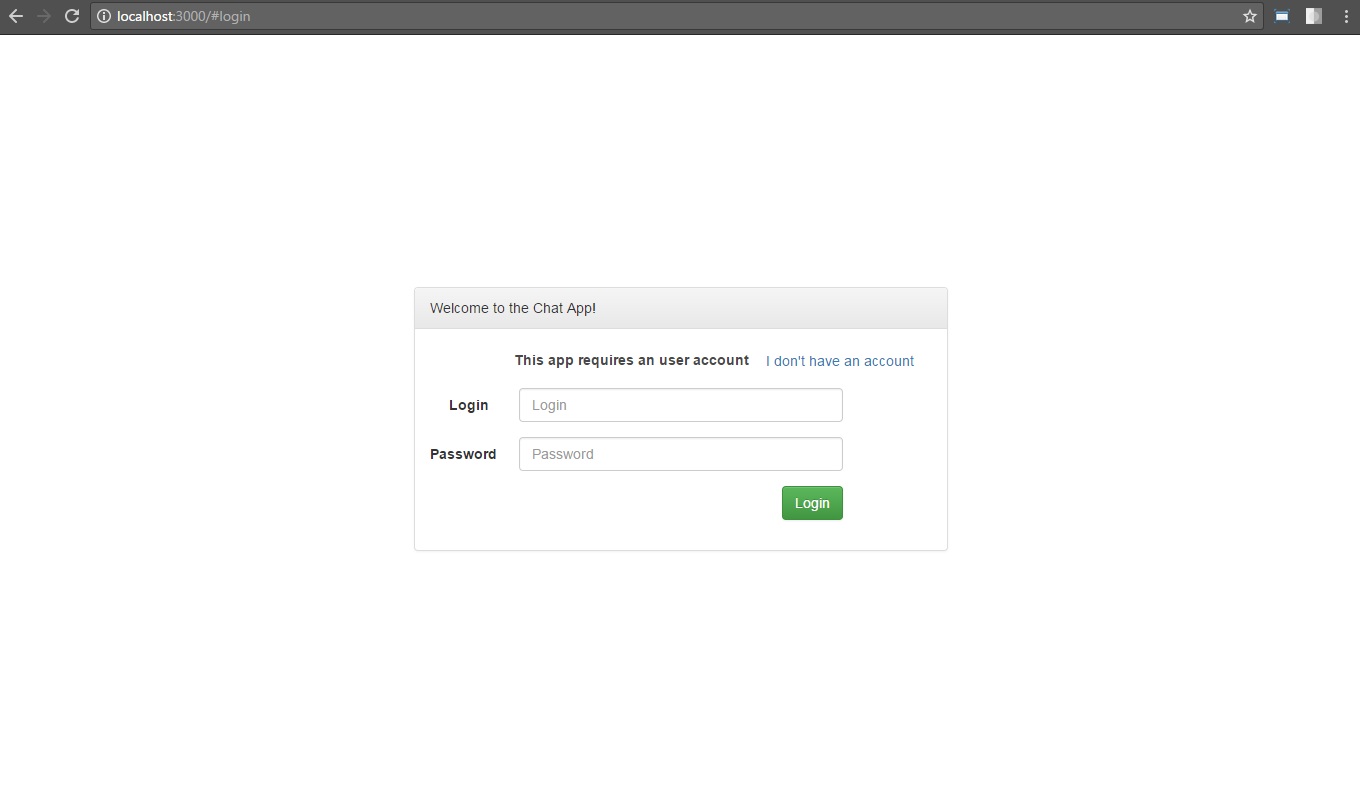 localhost:3000/#login
Welcome to the Chat App!
This app requires an user account I don't have an account
Login Login
Password Password
Login